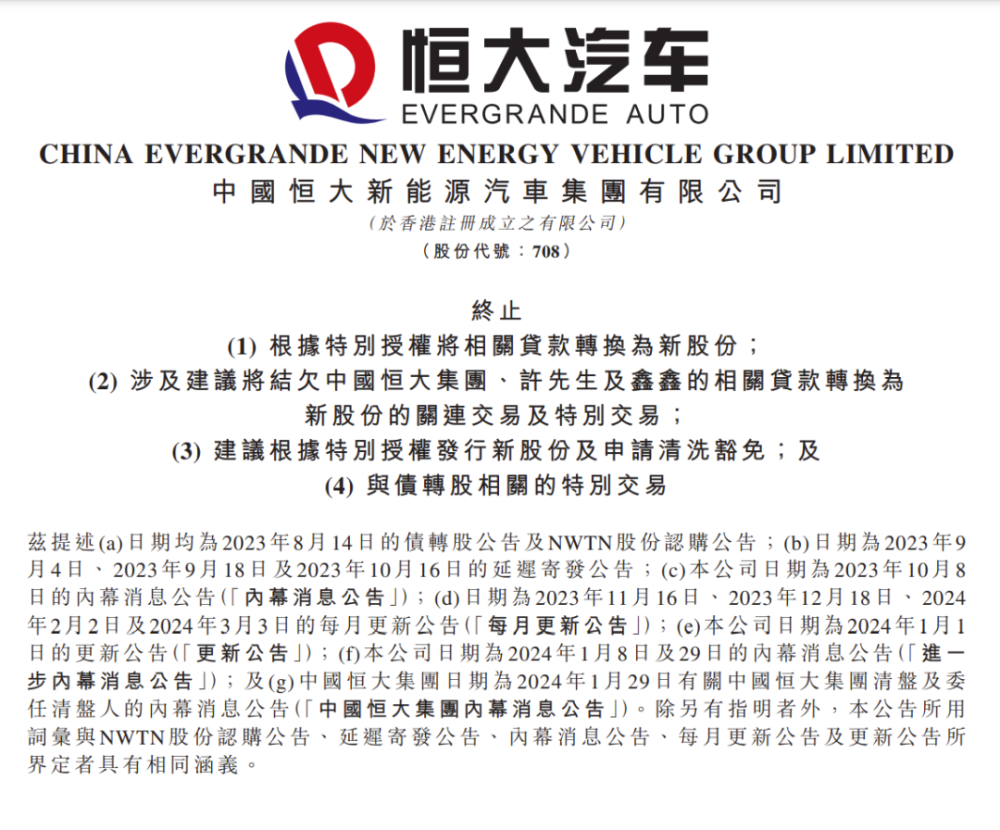 恒大汽车
EVERGRANDE AUTO
CHINA EVERGRANDE NEW ENERGY VEHICLE GROUP LIMITED
中國恒大新能源汽車集團有限公司
(於香港註冊成立之有限公司)
(股份代號：708)
終止
(1) 根據特別授權將相關貸款轉換為新股份；
(2) 涉及建議將結欠中國恒大集團、許先生及鑫鑫的相關貸款轉換為
新股份的關連交易及特別交易；
(3) 建議根據特別授權發行新股份及申請清洗豁免；及
(4) 與債轉股相關的特別交易
茲提述(a)日期均為2023年8月14日的債轉股公告及NWTN股份認購公告；(b)日期為2023年9
月4日、2023年9月18日及2023年10月16日的延遲寄發公告；(c)本公司日期為2023年10月8
日的內幕消息公告(「內幕消息公告」)；(d)日期為2023年11月16日、2023年12月18日、2024
年2月2日及2024年3月3日的每月更新公告(「每月更新公告」)；(e)本公司日期為2024年1月1
日的更新公告(「更新公告」)；(f)本公司日期為2024年1月8日及29日的內幕消息公告(「進一
步內幕消息公告」)；及(g)中國恒大集團日期為2024年1月29日有關中國恒大集團清盤及委
任清盤人的內幕消息公告(「中國恒大集團內幕消息公告」)。除另有指明者外，本公告所用
詞彙與NWTN股份認購公告、延遲寄發公告、內幕消息公告、每月更新公告及更新公告所
界定者具有相同涵義。